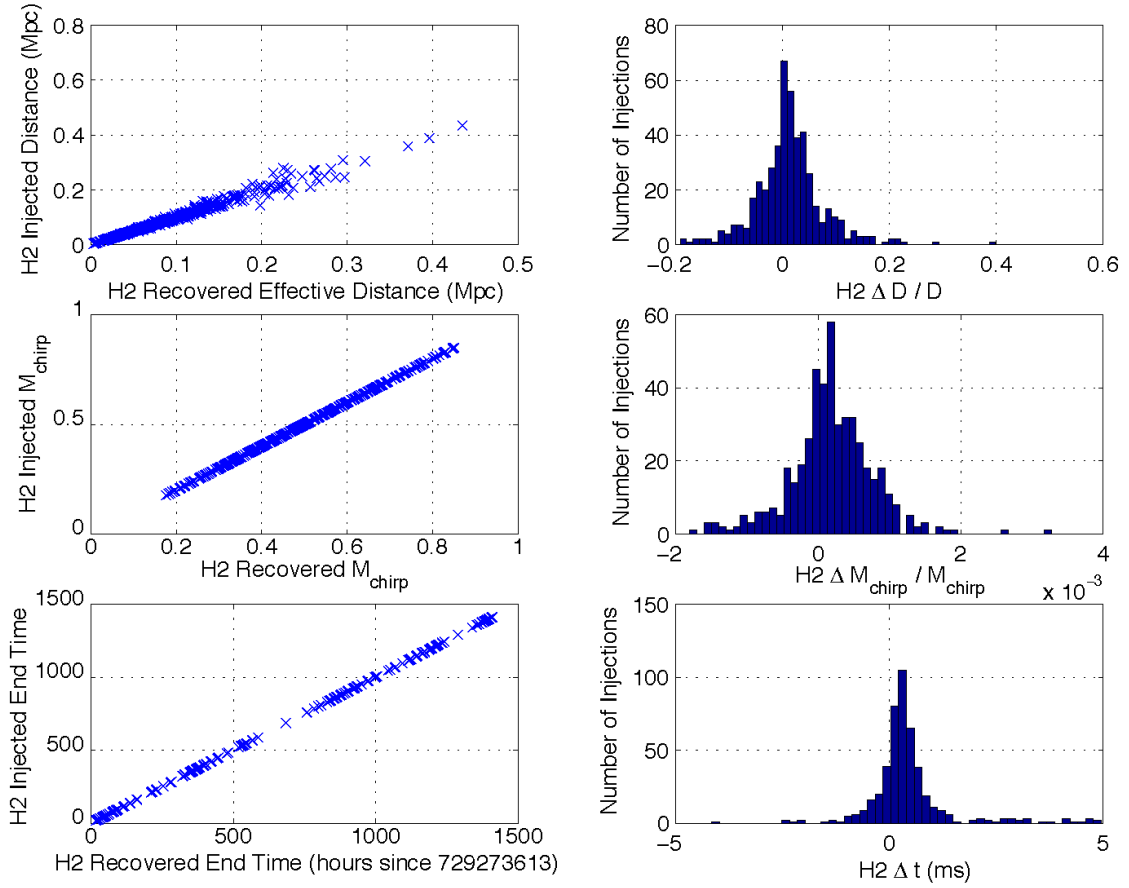 0.8
0.6
0.4
0.2
0
H2 Injected Distance (Mpc)
0 0.1 0.2 0.3 0.4 0.5
H2 Recovered Effective Distance (Mpc)
80
60
40
20
0
Number of Injections
−0.2 0 0.2 0.4 0.6
H2 Δ D / D
1
0.5
0
H2 Injected M_chirp
0 0.2 0.4 0.6 0.8 1
H2 Recovered M_chirp
60
40
20
0
Number of Injections
−2 0 2 4
H2 Δ M_chirp / M_chirp
x 10^−3
1500
1000
500
0
H2 Injected End Time
0 500 1000 1500
H2 Recovered End Time (hours since 729273613)
150
100
50
0
Number of Injections
−5 0 5
H2 Δ t (ms)